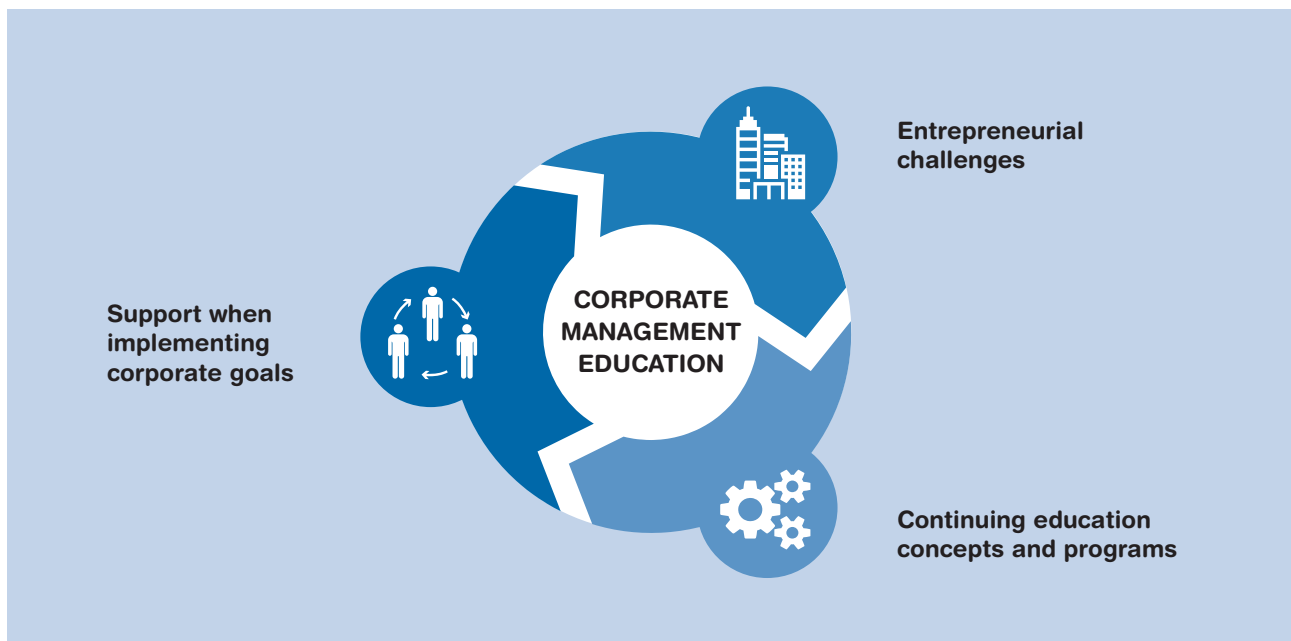 Entrepreneurial
challenges
CORPORATE
MANAGEMENT
EDUCATION
Support when
implementing
corporate goals
Continuing education
concepts and programs